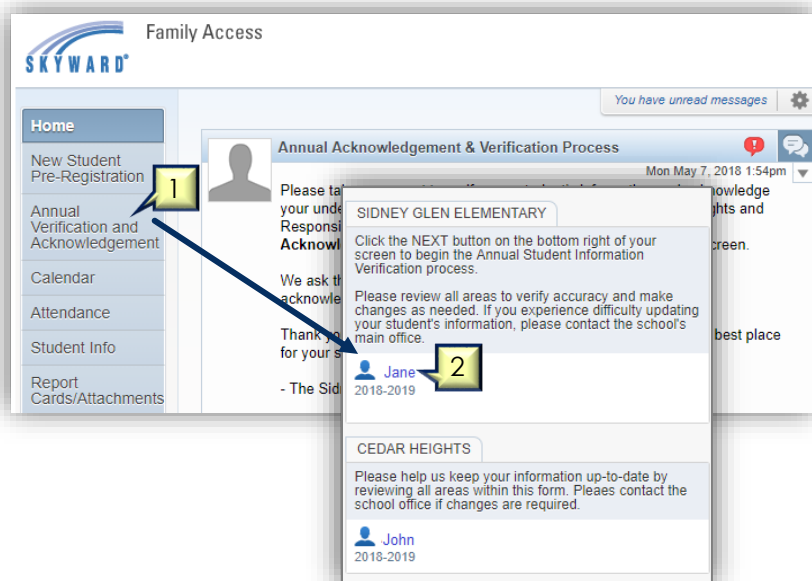 Family Access
SKYWARD®
You have unread messages
Home
New Student
Pre-Registration
1
Annual
Verification and
Acknowledgement
Calendar
Attendance
Student Info
Report
Cards/Attachments
Annual Acknowledgement & Verification Process
Mon May 7, 2018 1:54pm
Please
your
Responsi
Acknowl
We ask
acknowle
Thank
for your
- The Sid
hts and
creen.
best place
SIDNEY GLEN ELEMENTARY
Click the NEXT button on the bottom right of your
screen to begin the Annual Student Information
Verification process.
Please review all areas to verify accuracy and make
changes as needed. If you experience difficulty updating
your student's information, please contact the school's
main office.
Jane
2
2018-2019
CEDAR HEIGHTS
Please help us keep your information up-to-date by
reviewing all areas within this form. Pleaes contact the
school office if changes are required.
John
2018-2019